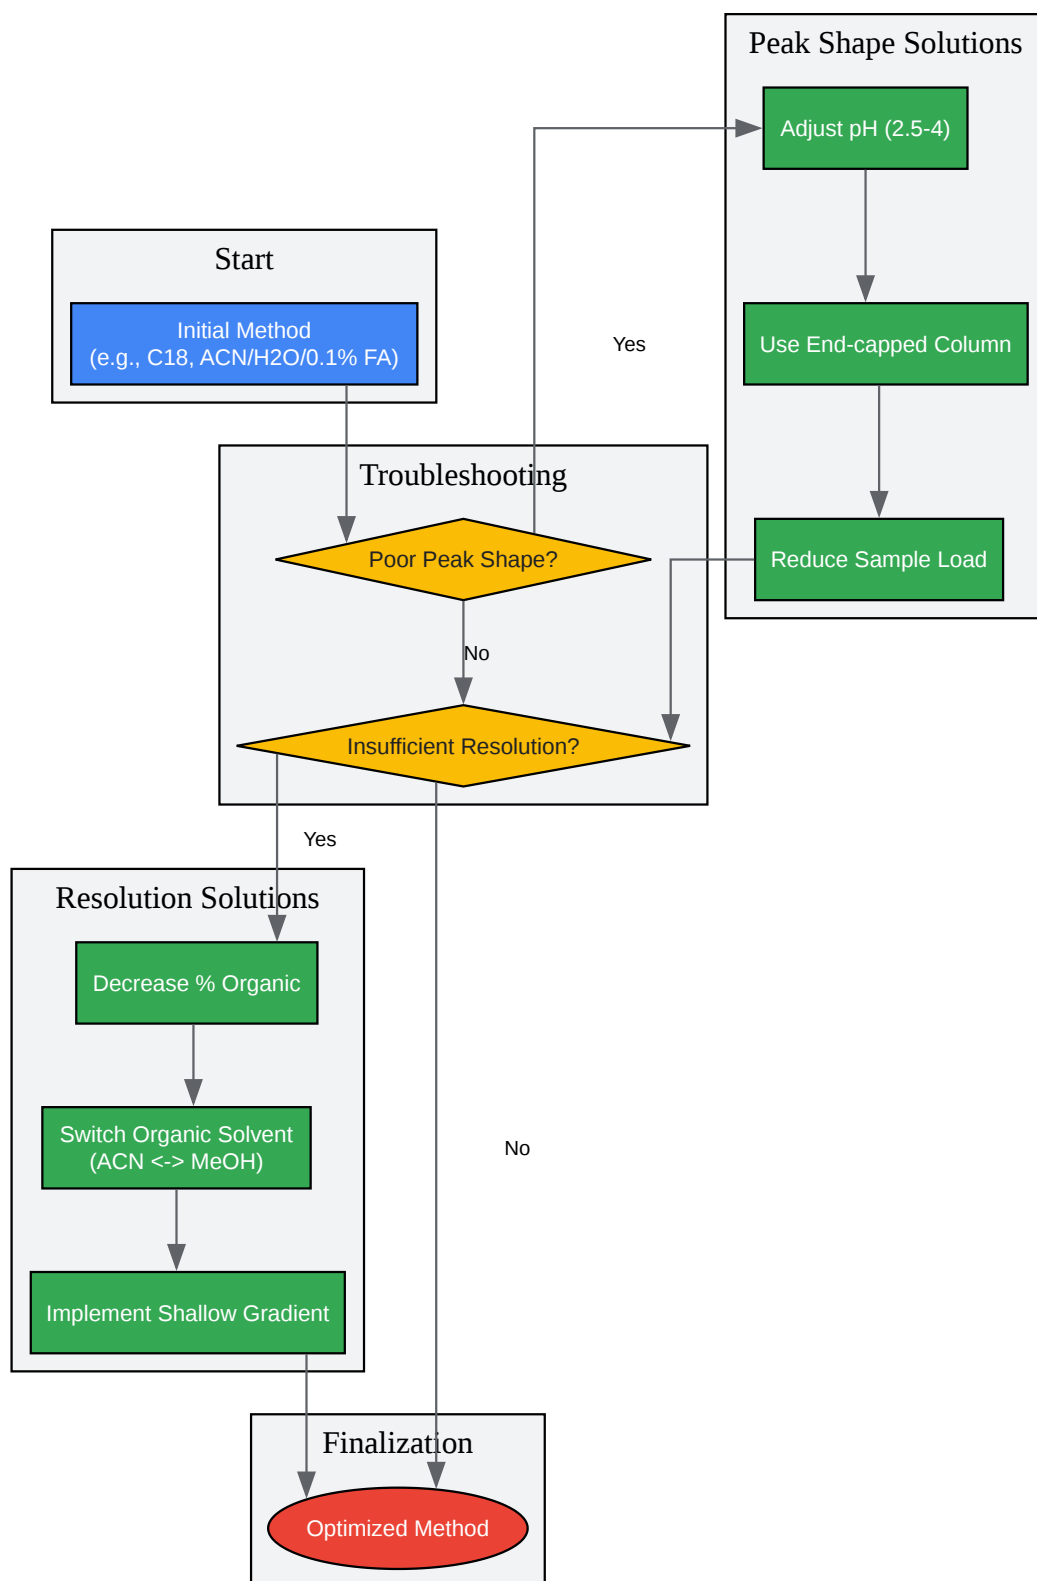 Peak Shape Solutions
Adjust pH (2.5-4)
Start
Initial Method
(e.g., C18, ACN/H2O/0.1% FA)
Yes
Use End-capped Column
Troubleshooting
Poor Peak Shape?
Reduce Sample Load
No
Insufficient Resolution?
Yes
Resolution Solutions
Decrease % Organic
Switch Organic Solvent
(ACN <-> MeOH)
No
Implement Shallow Gradient
Finalization
Optimized Method